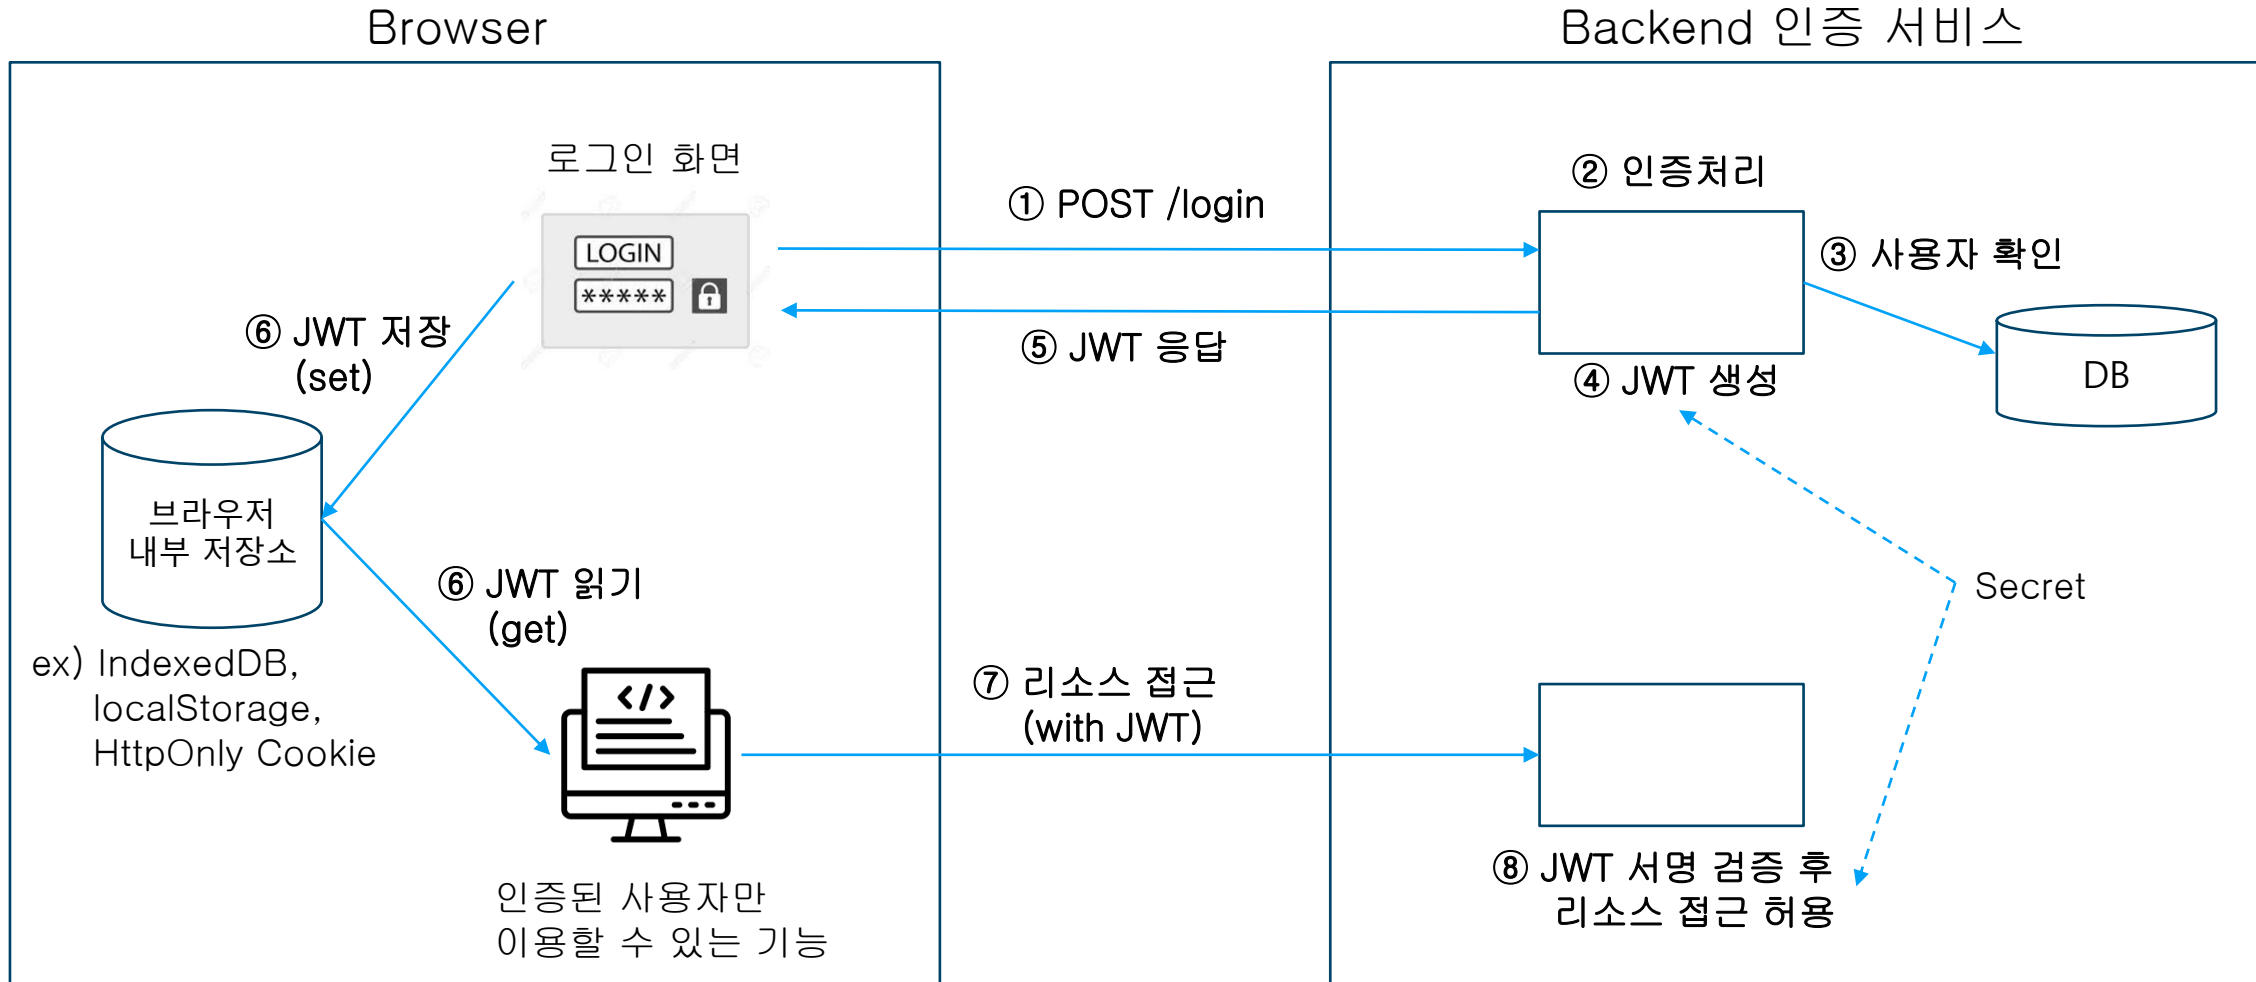 Browser
Backend 인증 서비스
로그인 화면
LOGIN
*****
① POST /login
② 인증처리
③ 사용자 확인
DB
④ JWT 생성
⑤ JWT 응답
⑥ JWT 저장
(set)
브라우저
내부 저장소
ex) IndexedDB,
localStorage,
HttpOnly Cookie
⑥ JWT 읽기
(get)
</>
인증된 사용자만
이용할 수 있는 기능
⑦ 리소스 접근
(with JWT)
Secret
⑧ JWT 서명 검증 후
리소스 접근 허용